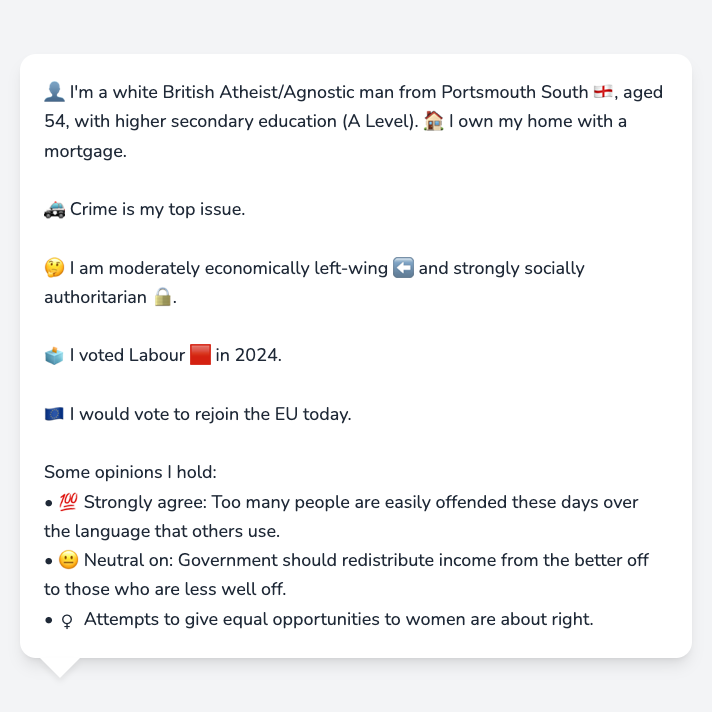 👤 I'm a white British Atheist/Agnostic man from Portsmouth South 🏴󠁧󠁢󠁥󠁮󠁧󠁿, aged
54, with higher secondary education (A Level). 🏠 I own my home with a
mortgage.
🚓 Crime is my top issue.
🤔 I am moderately economically left-wing ⬅️ and strongly socially
authoritarian 🔒.
🗳️ I voted Labour 🟥 in 2024.
🇪🇺 I would vote to rejoin the EU today.
Some opinions I hold:
• 💯 Strongly agree: Too many people are easily offended these days over
the language that others use.
• 😐 Neutral on: Government should redistribute income from the better off
to those who are less well off.
• ♀ Attempts to give equal opportunities to women are about right.